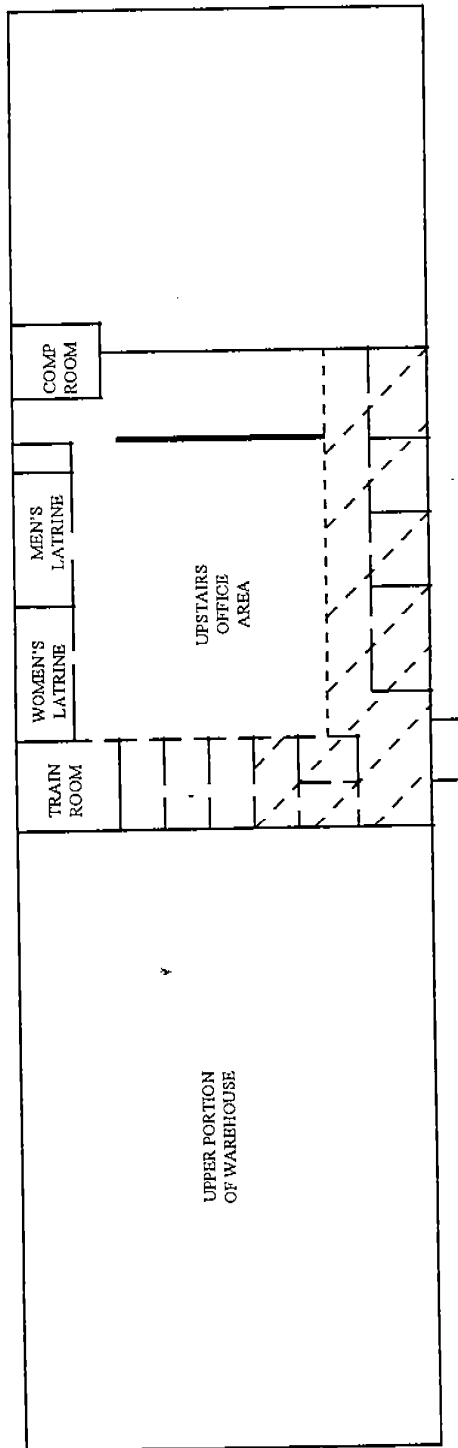 COMP
ROOM
MEN'S
LATRINE
WOMEN'S
LATRINE
TRAIN
ROOM
UPSTAIRS
OFFICE
AREA
UPPER PORTION
OF WAREHOUSE